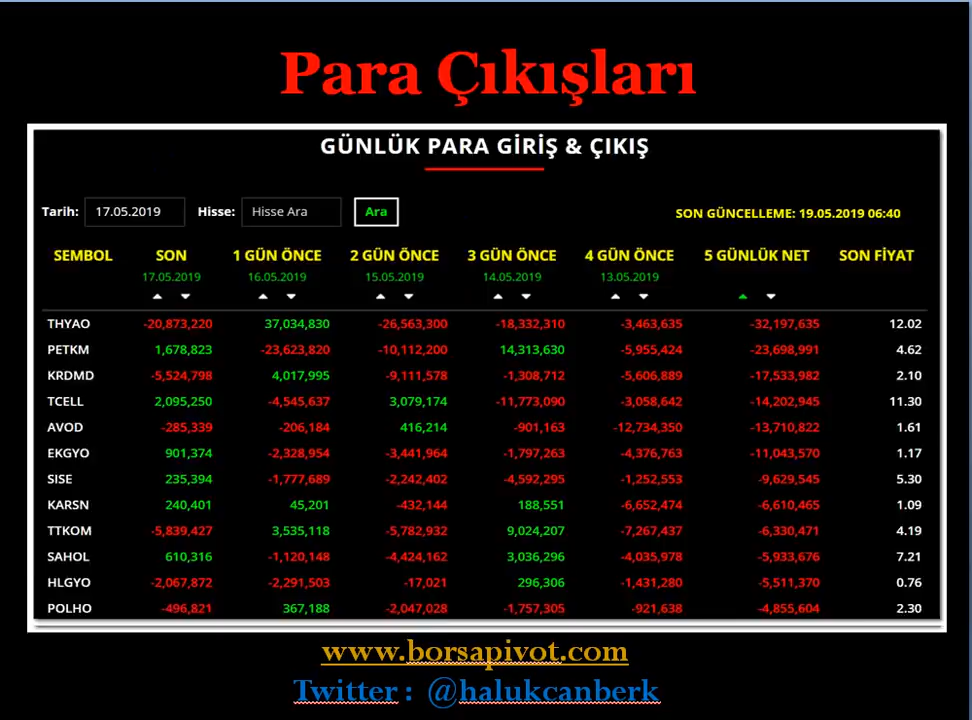 Para Çıkışları
GÜNLÜK PARA GİRİŞ & ÇIKIŞ
Tarih: 17.05.2019 Hisse: Hisse Ara Ara SON GÜNCELLEME: 19.05.2019 06:40
SEMBOL SON 1 GÜN ÖNCE 2 GÜN ÖNCE 3 GÜN ÖNCE 4 GÜN ÖNCE 5 GÜNLÜK NET SON FİYAT
17.05.2019 16.05.2019 15.05.2019 14.05.2019 13.05.2019
THYAO -20,873,220 37,034,830 -26,563,300 -18,332,310 -3,463,635 -32,197,635 12.02
PETKM 1,678,823 -23,623,820 -10,112,200 14,313,630 -5,955,424 -23,698,991 4.62
KRDMD -5,524,798 4,017,995 -9,111,578 -1,308,712 -5,606,889 -17,533,982 2.10
TCELL 2,095,250 -4,545,637 3,079,174 -11,773,090 -3,058,642 -14,202,945 11.30
AVOD -285,339 -206,184 416,214 -901,163 -12,734,350 -13,710,822 1.61
EKGYO 901,374 -2,328,954 -3,441,964 -1,797,263 -4,376,763 -11,043,570 1.17
SISE 235,394 -1,777,689 -2,242,402 -4,592,295 -1,252,553 -9,629,545 5.30
KARSN 240,401 45,201 -432,144 188,551 -6,652,474 -6,610,465 1.09
TTKOM -5,839,427 3,535,118 -5,782,932 9,024,207 -7,267,437 -6,330,471 4.19
SAHOL 610,316 -1,120,148 -4,424,162 3,036,296 -4,035,978 -5,933,676 7.21
HLGYO -2,067,872 -2,291,503 -17,021 296,306 -1,431,280 -5,511,370 0.76
POLHO -496,821 367,188 -2,047,028 -1,757,305 -921,638 -4,855,604 2.30
www.borsapivot.com
Twitter : @halukcanberk